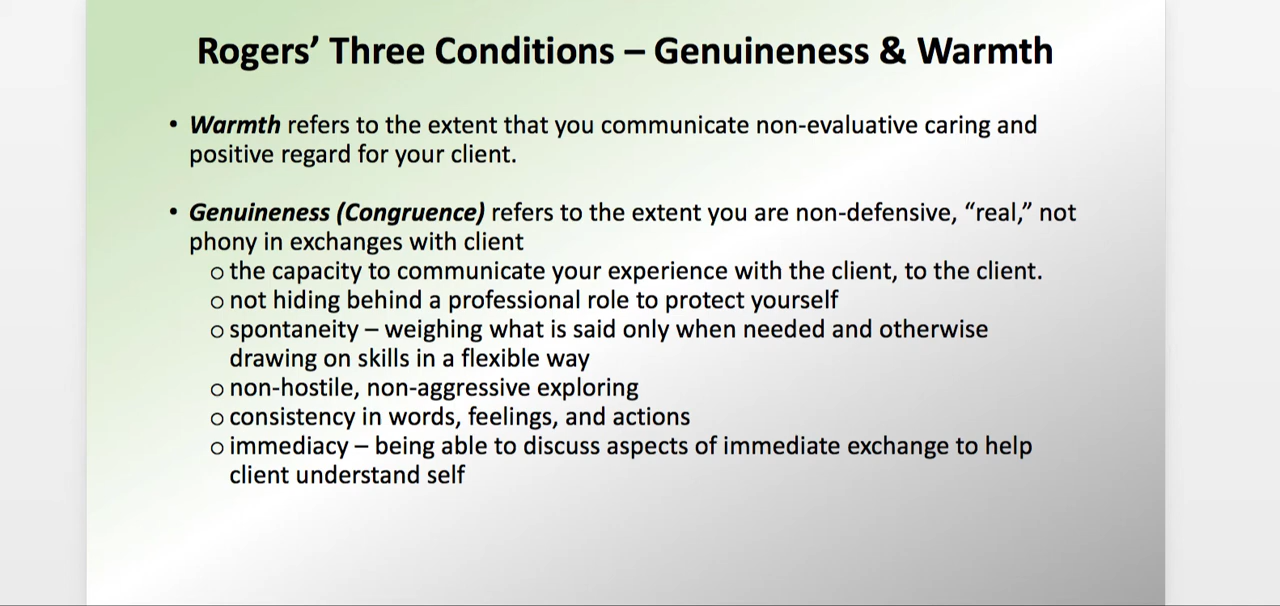 Rogers’ Three Conditions – Genuineness & Warmth
• Warmth refers to the extent that you communicate non-evaluative caring and
positive regard for your client.
• Genuineness (Congruence) refers to the extent you are non-defensive, “real,” not
phony in exchanges with client
o the capacity to communicate your experience with the client, to the client.
o not hiding behind a professional role to protect yourself
o spontaneity – weighing what is said only when needed and otherwise
drawing on skills in a flexible way
o non-hostile, non-aggressive exploring
o consistency in words, feelings, and actions
o immediacy – being able to discuss aspects of immediate exchange to help
client understand self